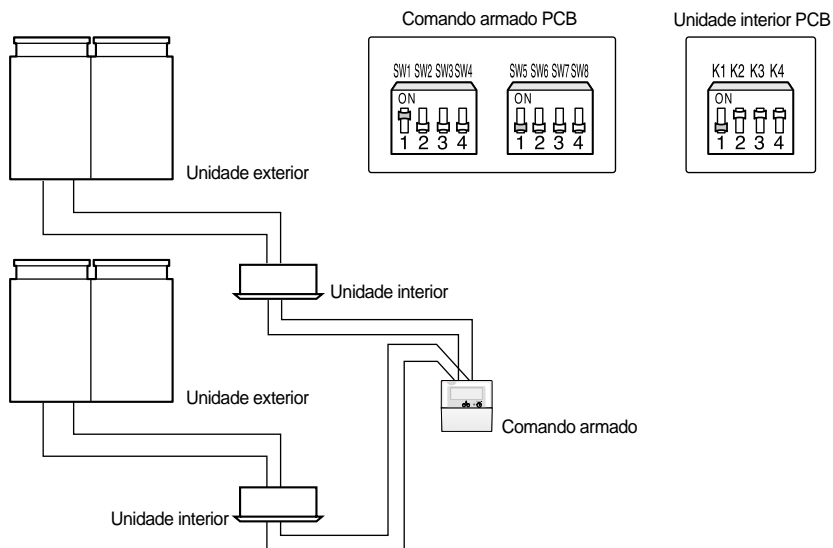 Comando armado PCB
Unidade interior PCB
SW1 SW2 SW3 SW4
SW5 SW6 SW7 SW8
K1 K2 K3 K4
ON
ON
ON
1 2 3 4
1 2 3 4
1 2 3 4
Unidade exterior
Unidade interior
Unidade exterior
Comando armado
Unidade interior